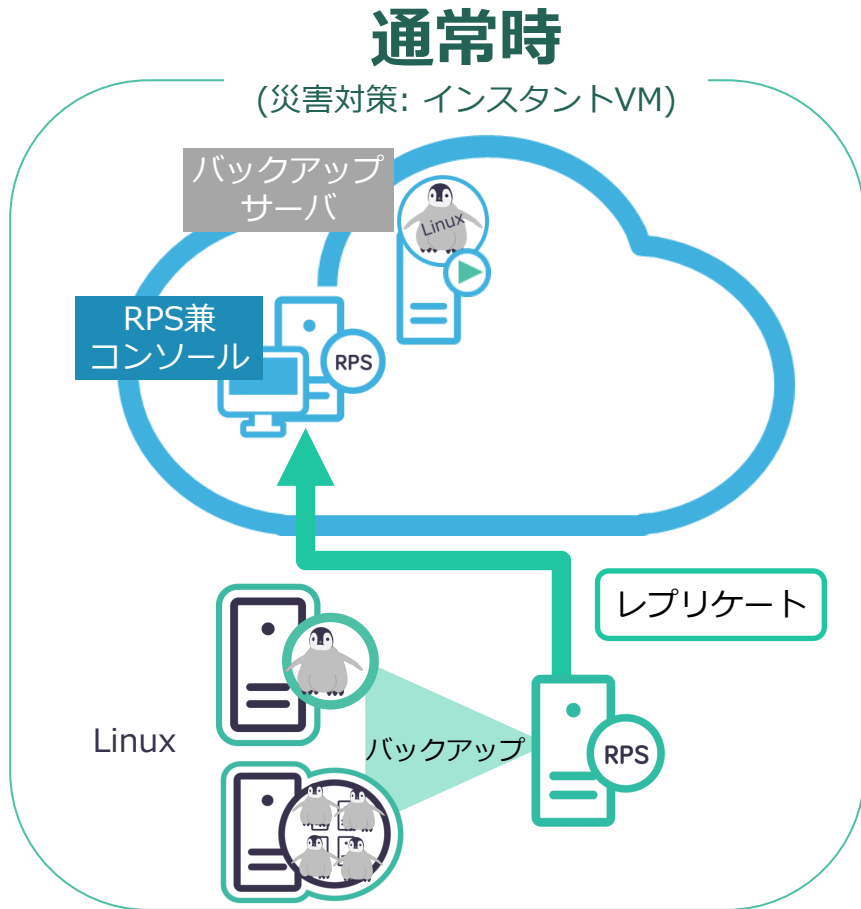 通常時
(災害対策: インスタントVM)
バックアップ
サーバ
Linux
RPS兼
コンソール
RPS
レプリケート
Linux
バックアップ
RPS